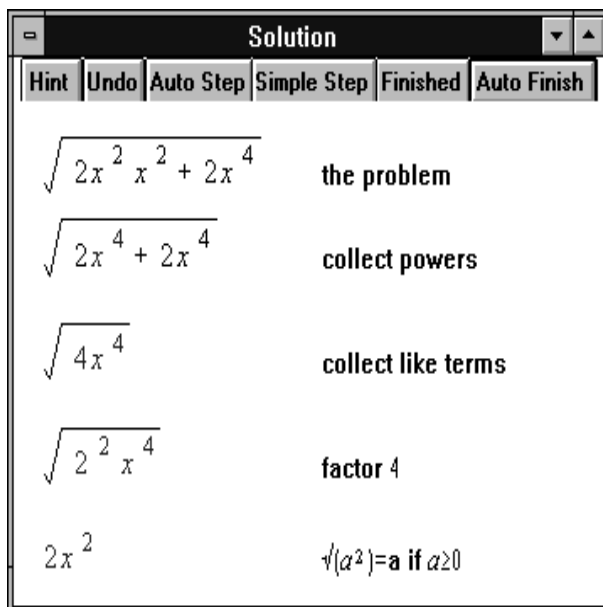 Solution
Hint Undo Auto Step Simple Step Finished Auto Finish
√(2x² x² + 2x⁴) the problem
√(2x⁴ + 2x⁴) collect powers
√(4x⁴) collect like terms
√(2² x⁴) factor 4
2x² √(a²)=a if a≥0